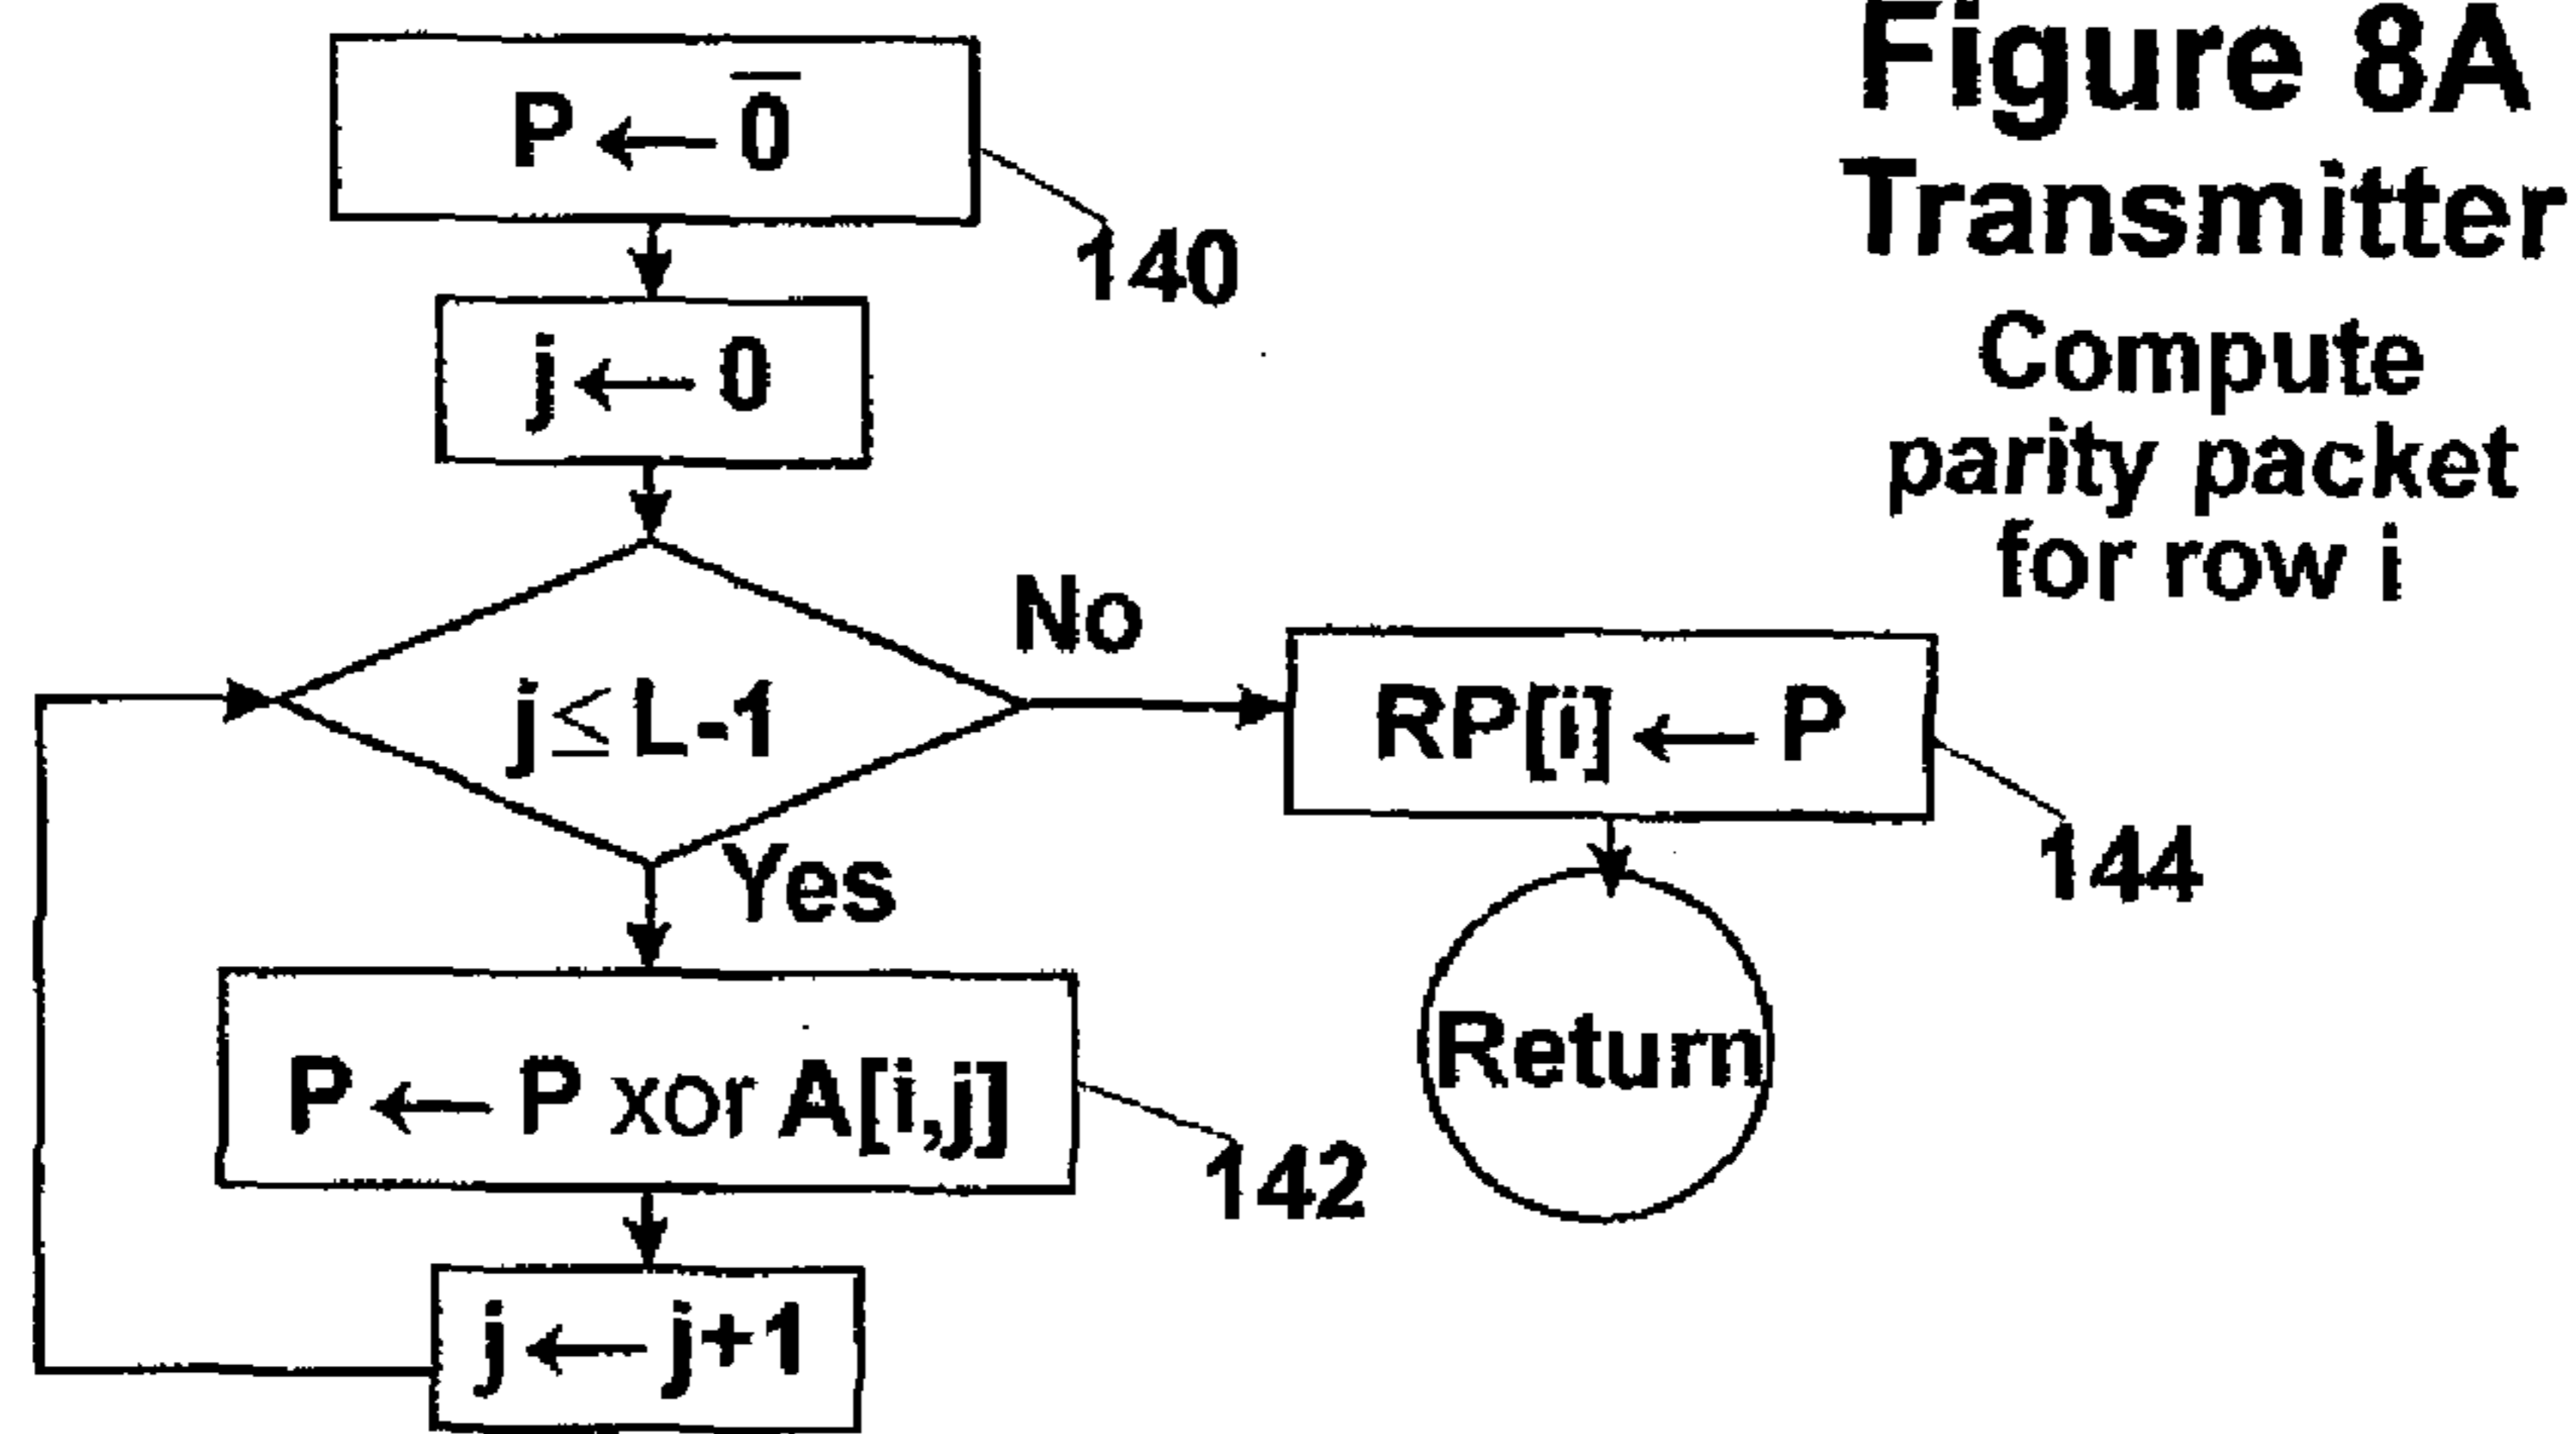 Figure 8A
Transmitter
Compute
parity packet
for row i
P ← 0̅
140
j ← 0
j ≤ L-1
No
Yes
RP[i] ← P
144
Return
P ← P xor A[i,j]
142
j ← j+1